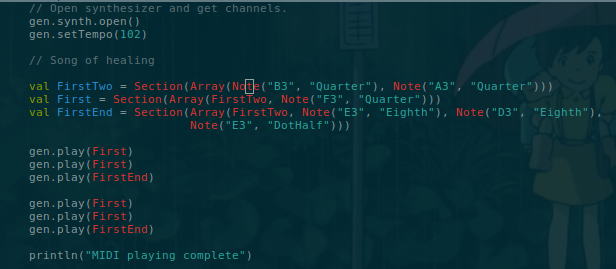 // Open synthesizer and get channels.
gen.synth.open()
gen.setTempo(102)
// Song of healing
val FirstTwo = Section(Array(Note("B3", "Quarter"), Note("A3", "Quarter")))
val First = Section(Array(FirstTwo, Note("F3", "Quarter")))
val FirstEnd = Section(Array(FirstTwo, Note("E3", "Eighth"), Note("D3", "Eighth"),
Note("E3", "DotHalf")))
gen.play(First)
gen.play(First)
gen.play(FirstEnd)
gen.play(First)
gen.play(First)
gen.play(FirstEnd)
println("MIDI playing complete")